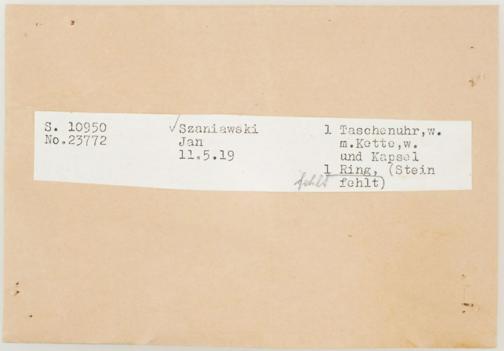 S. 10950 ✓Szaniawski 1 Taschenuhr,w.
No.23772 Jan m.Kette,w.
11.5.19 und Kapsel
1 Ring, (Stein
fehlt fehlt)